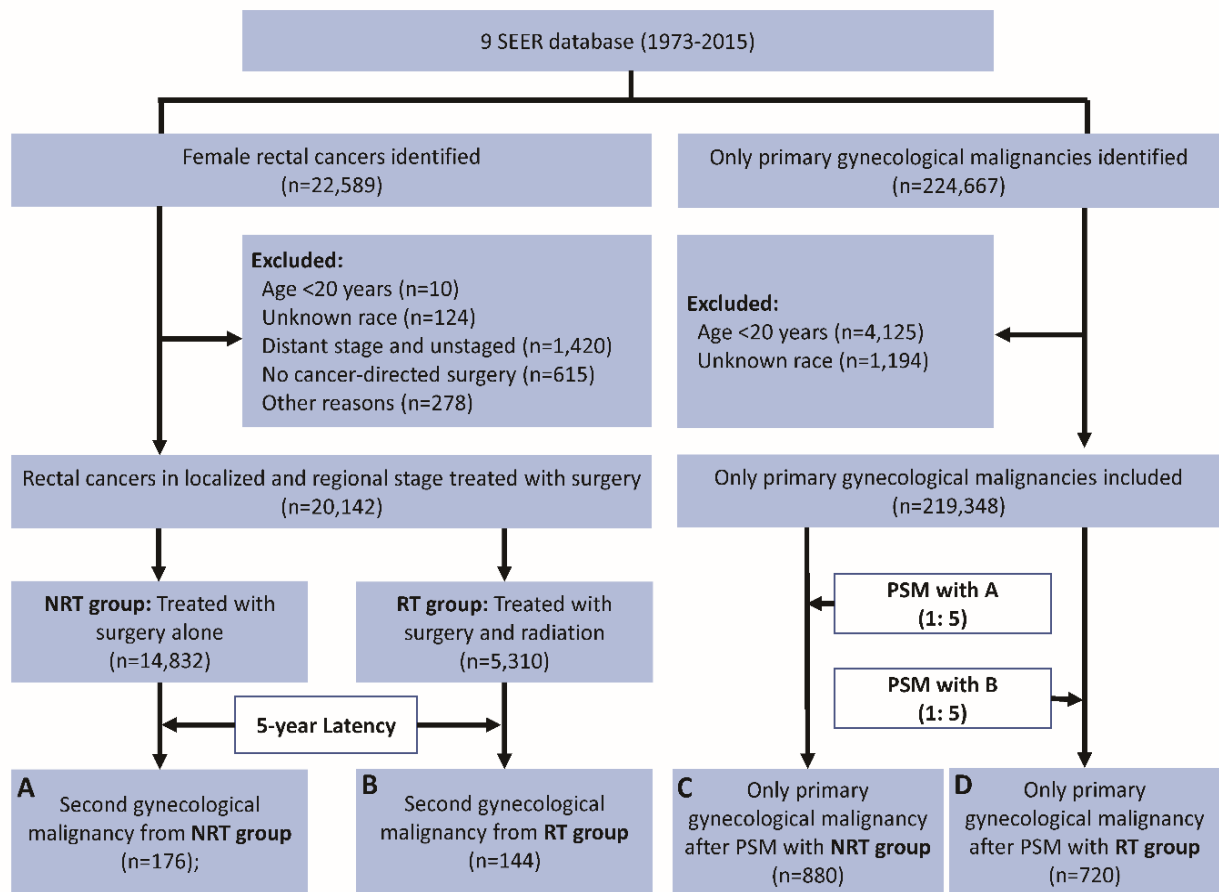 9 SEER database (1973-2015)
Female rectal cancers identified
(n=22,589)
Only primary gynecological malignancies identified
(n=224,667)
Excluded:
Age <20 years (n=10)
Unknown race (n=124)
Distant stage and unstaged (n=1,420)
No cancer-directed surgery (n=615)
Other reasons (n=278)
Excluded:
Age <20 years (n=4,125)
Unknown race (n=1,194)
Rectal cancers in localized and regional stage treated with surgery
(n=20,142)
Only primary gynecological malignancies included
(n=219,348)
NRT group: Treated with
surgery alone
(n=14,832)
RT group: Treated with
surgery and radiation
(n=5,310)
PSM with A
(1: 5)
PSM with B
(1: 5)
5-year Latency
A
Second gynecological
malignancy from NRT group
(n=176);
B
Second gynecological
malignancy from RT group
(n=144)
C
Only primary
gynecological malignancy
after PSM with NRT group
(n=880)
D
Only primary
gynecological malignancy
after PSM with RT group
(n=720)